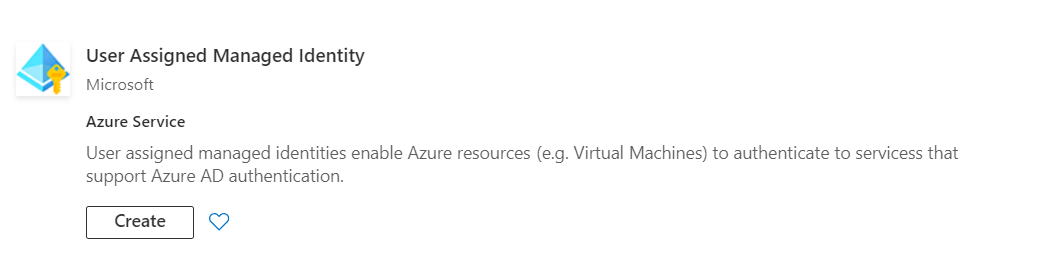 User Assigned Managed Identity
Microsoft
Azure Service
User assigned managed identities enable Azure resources (e.g. Virtual Machines) to authenticate to servicess that
support Azure AD authentication.
Create